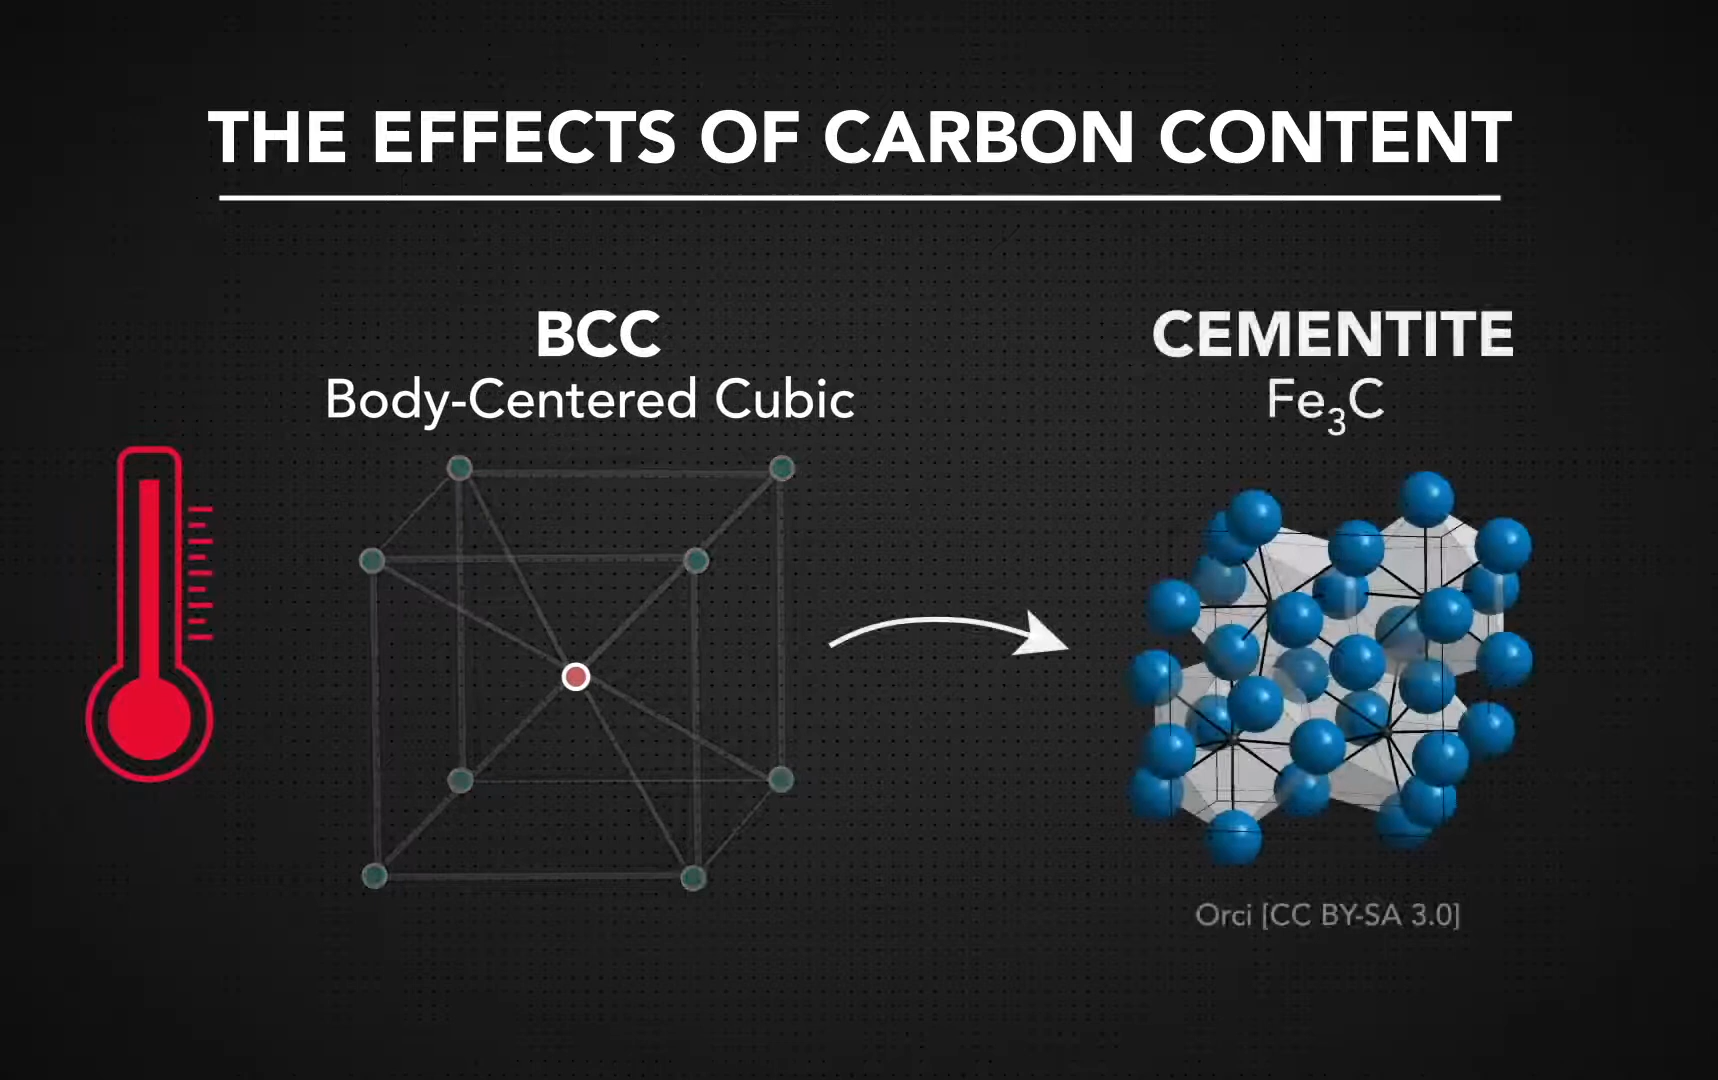 THE EFFECTS OF CARBON CONTENT
BCC
Body-Centered Cubic
CEMENTITE
Fe₃C
Orci [CC BY-SA 3.0]